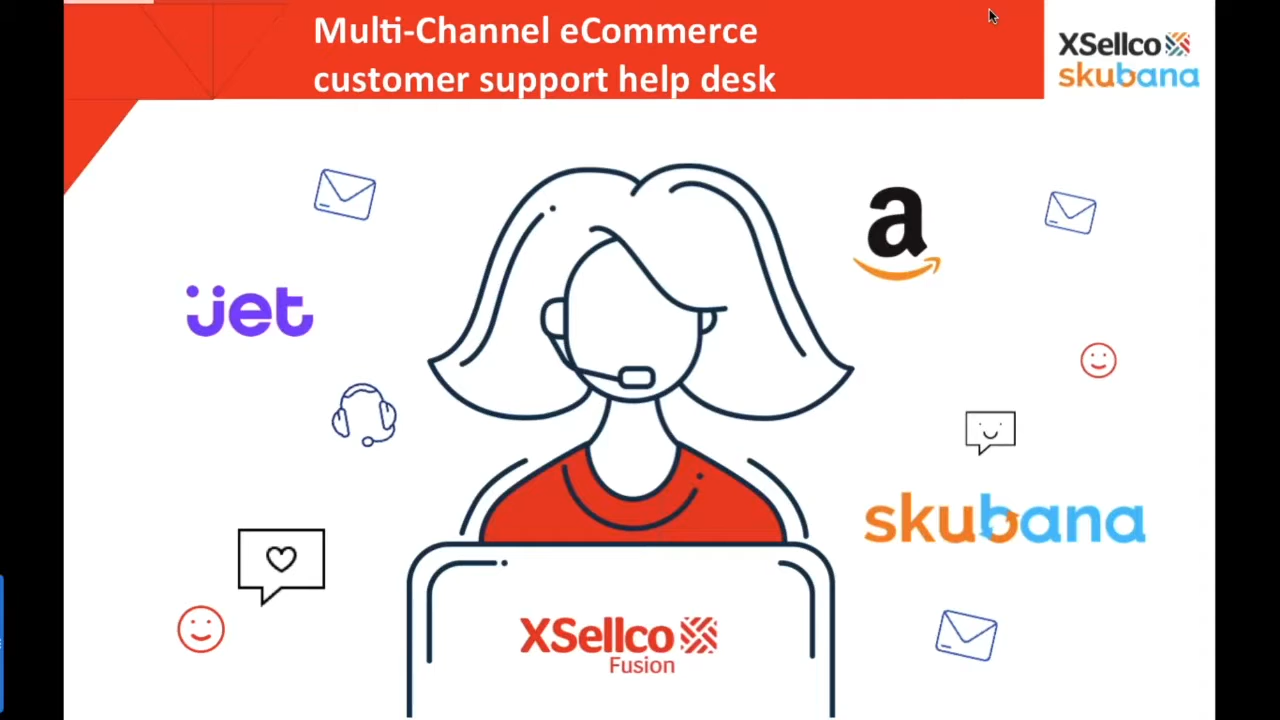 Multi-Channel eCommerce
customer support help desk
XSellco
skubana
a
jet
skubana
XSellco
Fusion